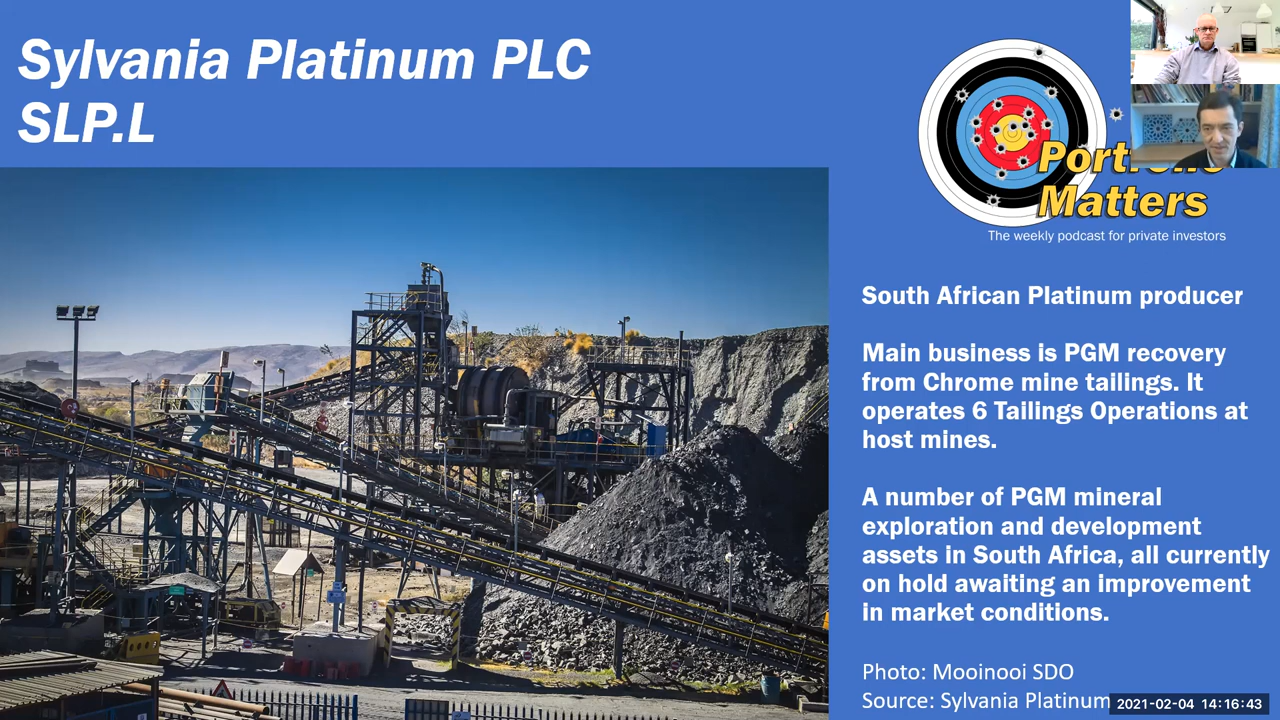 Sylvania Platinum PLC
SLP.L
Matters
The weekly podcast for private investors
South African Platinum producer
Main business is PGM recovery
from Chrome mine tailings. It
operates 6 Tailings Operations at
host mines.
A number of PGM mineral
exploration and development
assets in South Africa, all currently
on hold awaiting an improvement
in market conditions.
Photo: Mooinooi SDO
Source: Sylvania Platinum
2021-02-04 14:16:43